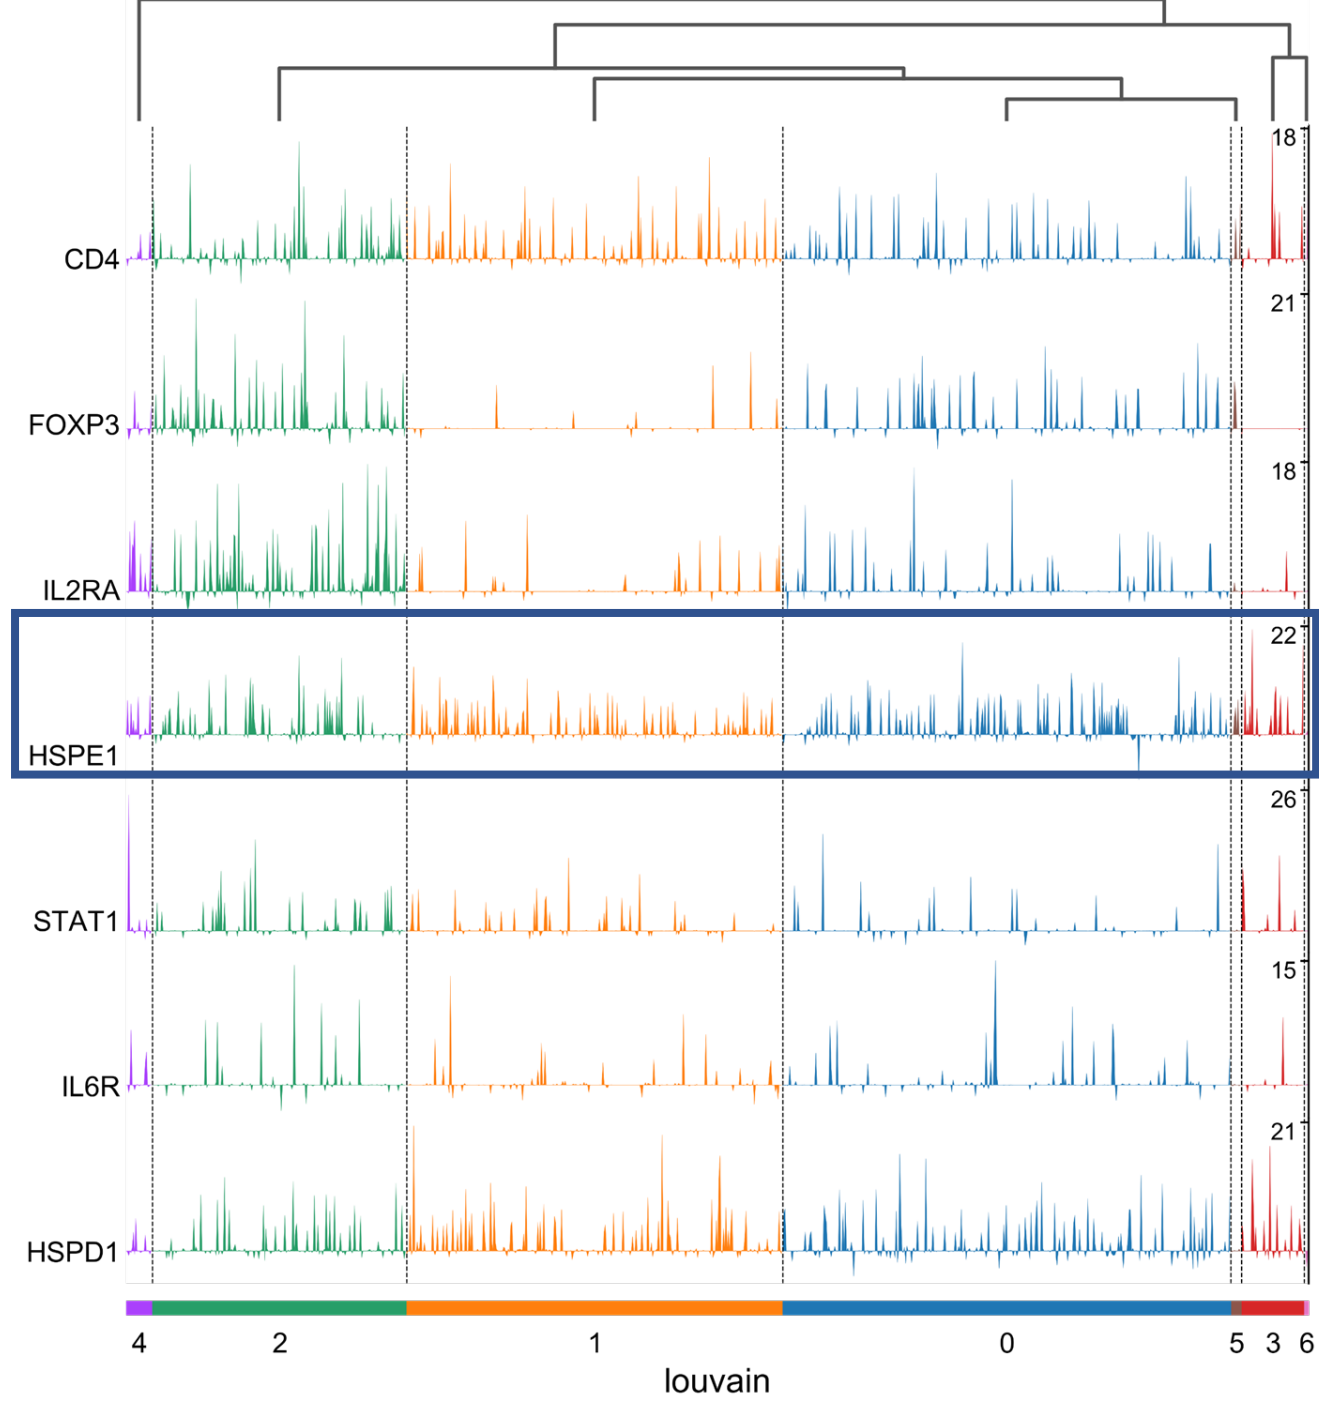 18
CD4
21
FOXP3
18
IL2RA
22
HSPE1
26
STAT1
15
IL6R
21
HSPD1
4 2 1 0 5 3 6
louvain